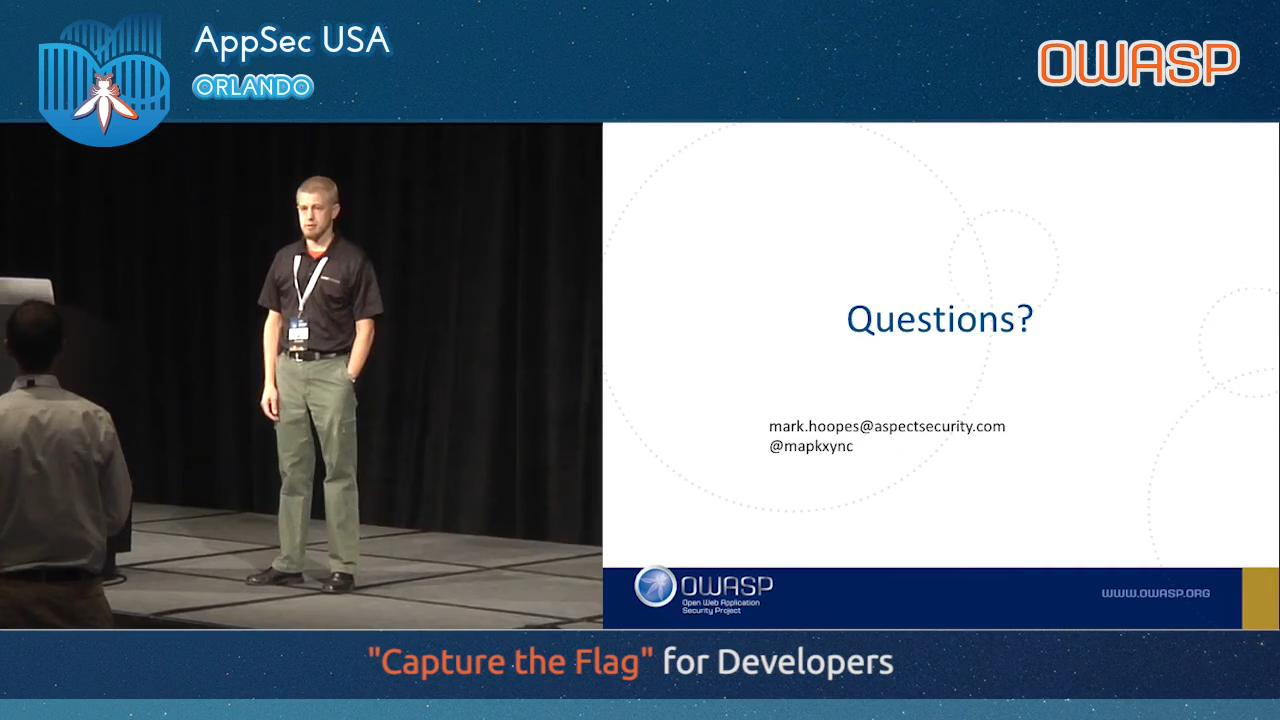 AppSec USA
ORLANDO
OWASP
Questions?
mark.hoopes@aspectsecurity.com
@mapkxync
OWASP
Open Web Application
Security Project
WWW.OWASP.ORG
"Capture the Flag" for Developers